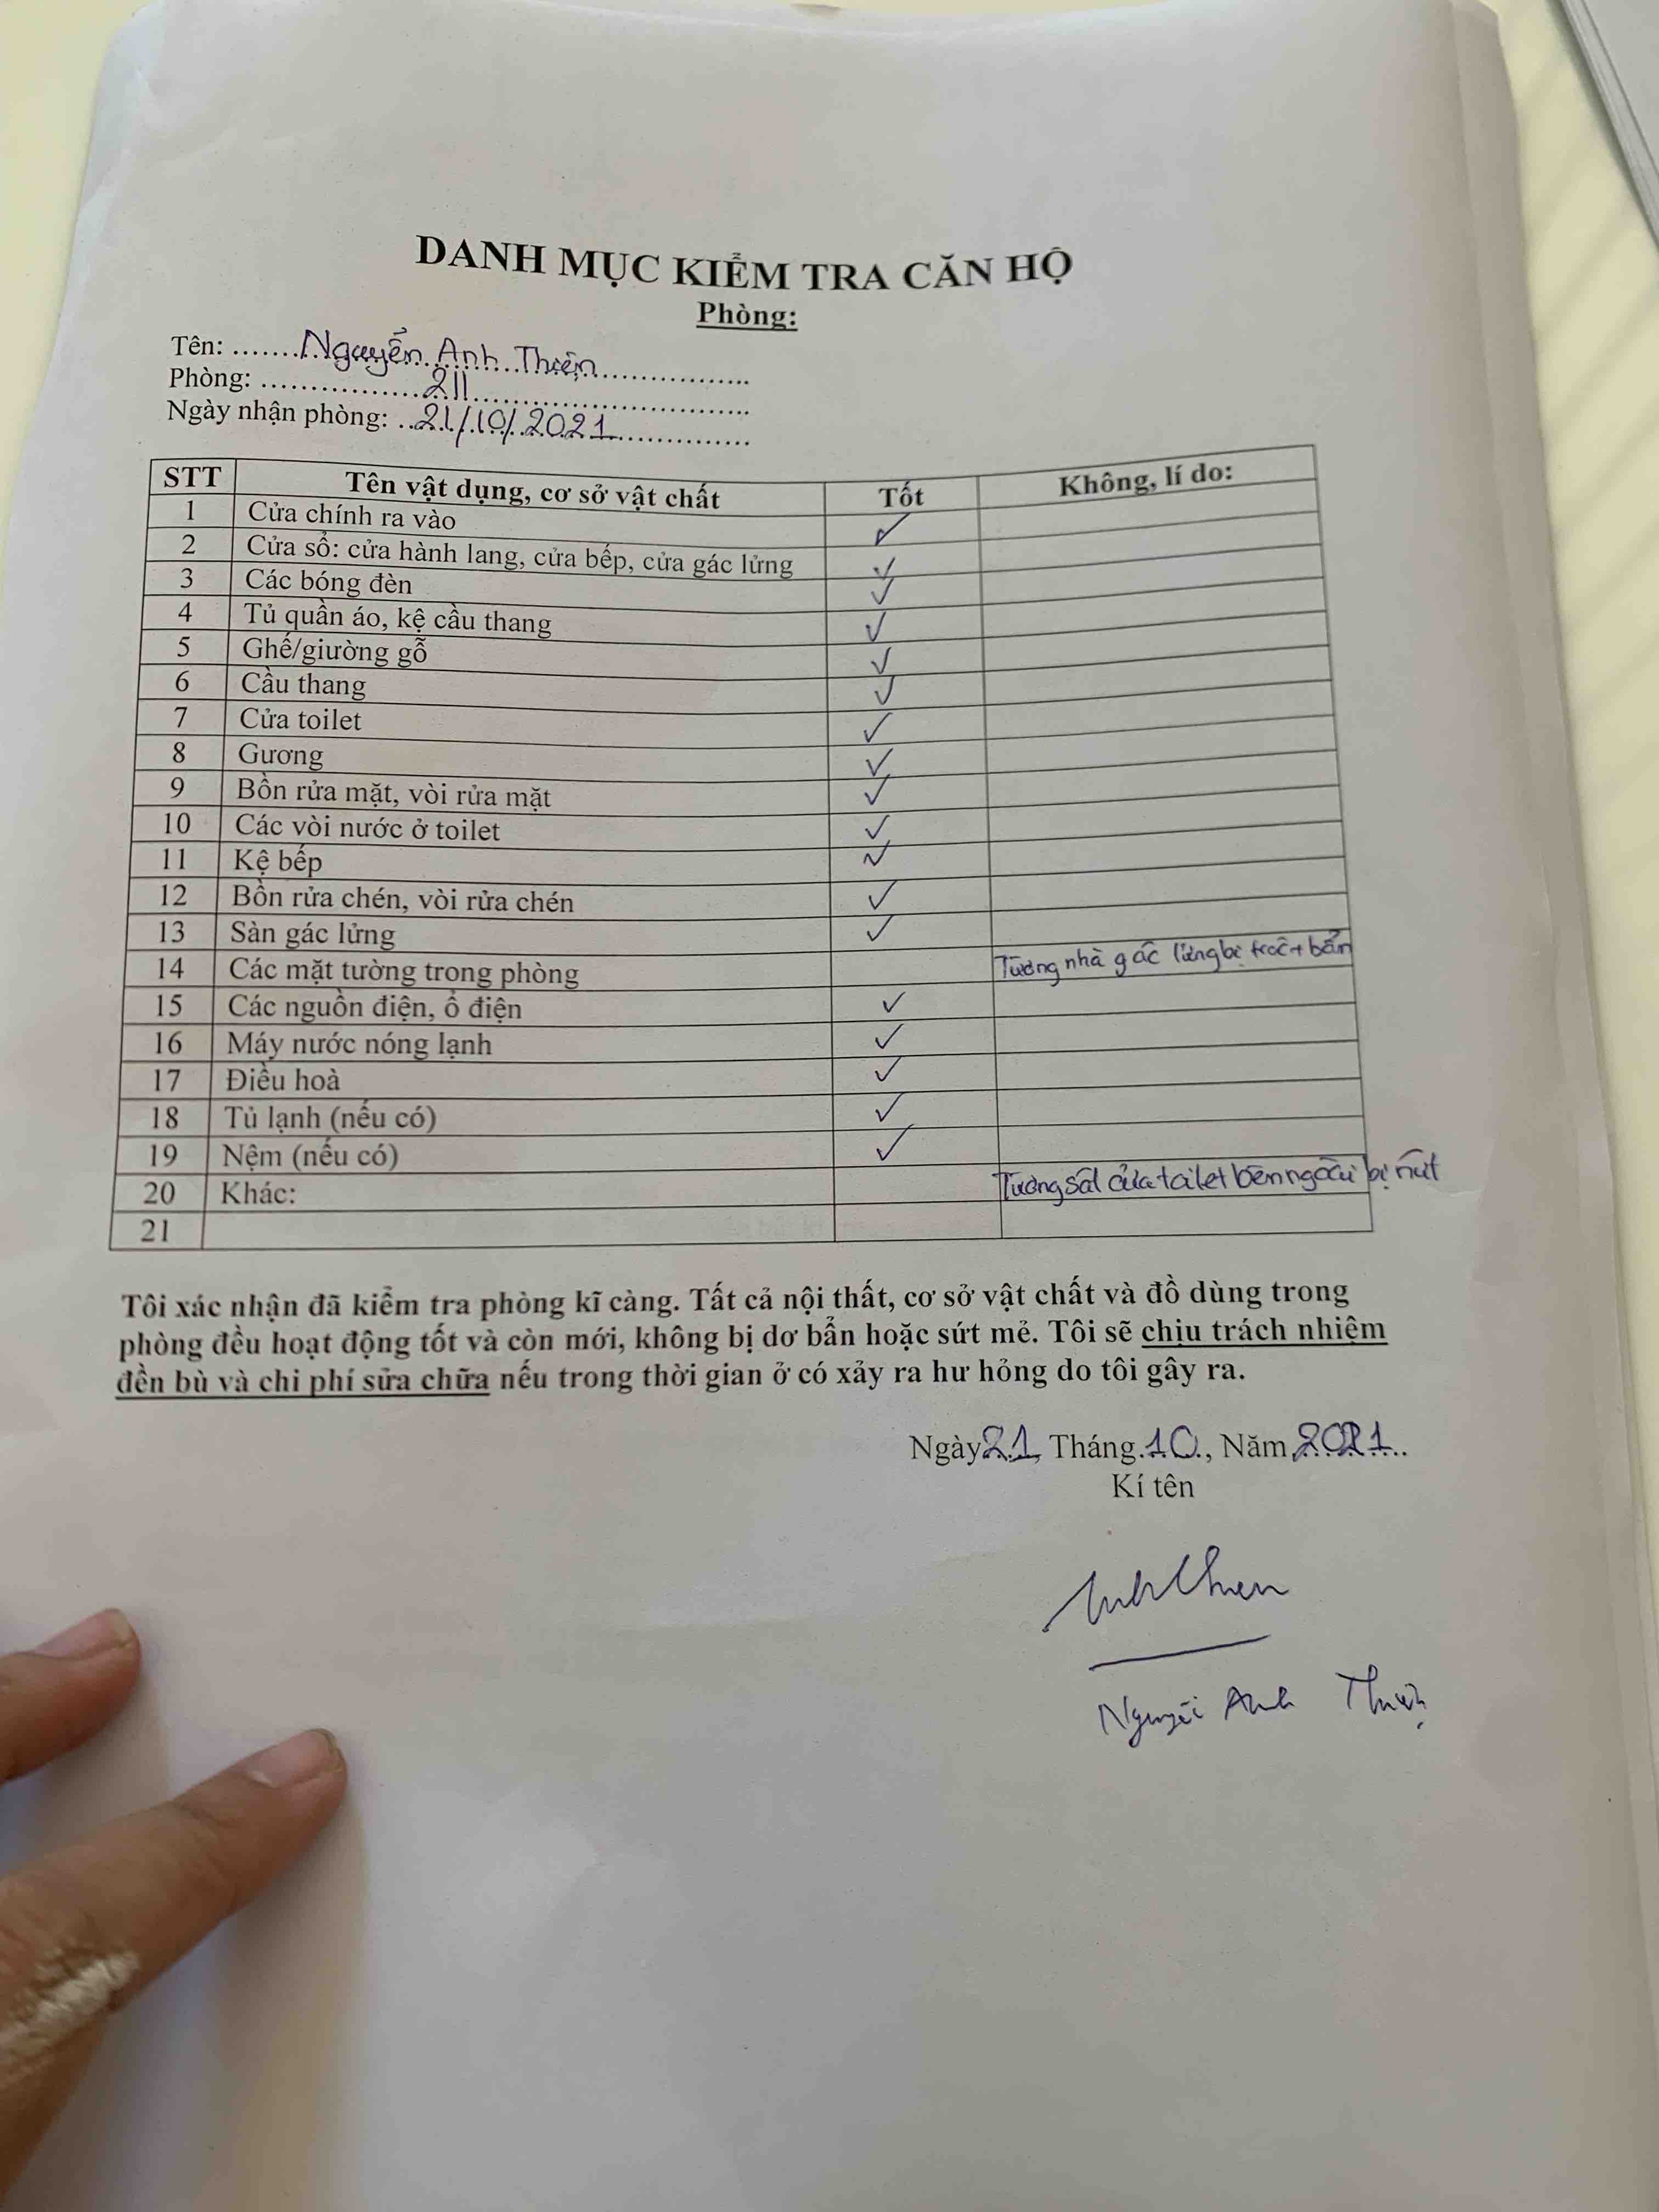 DANH MỤC KIỂM TRA CĂN HỘ
Phòng:
Tên: Nguyễn Anh Thiện
Phòng: 211
Ngày nhận phòng: 21/10/2021
STT Tên vật dụng, cơ sở vật chất Tốt Không, lí do:
1 Cửa chính ra vào ✓
2 Cửa sổ: cửa hành lang, cửa bếp, cửa gác lửng ✓
3 Các bóng đèn ✓
4 Tủ quần áo, kệ cầu thang ✓
5 Ghế/giường gỗ ✓
6 Cầu thang ✓
7 Cửa toilet ✓
8 Gương ✓
9 Bồn rửa mặt, vòi rửa mặt ✓
10 Các vòi nước ở toilet ✓
11 Kệ bếp ✓
12 Bồn rửa chén, vòi rửa chén ✓
13 Sàn gác lửng ✓
14 Các mặt tường trong phòng Tường nhà gác lửng bị tróc + bẩn
15 Các nguồn điện, ổ điện ✓
16 Máy nước nóng lạnh ✓
17 Điều hoà ✓
18 Tủ lạnh (nếu có) ✓
19 Nệm (nếu có) ✓
20 Khác: Tường sát cửa toilet bên ngoài bị nứt
21
Tôi xác nhận đã kiểm tra phòng kĩ càng. Tất cả nội thất, cơ sở vật chất và đồ dùng trong
phòng đều hoạt động tốt và còn mới, không bị dơ bẩn hoặc sứt mẻ. Tôi sẽ chịu trách nhiệm
đền bù và chi phí sửa chữa nếu trong thời gian ở có xảy ra hư hỏng do tôi gây ra.
Ngày 21, Tháng 10, Năm 2021
Kí tên
Nguyễn Anh Thiện